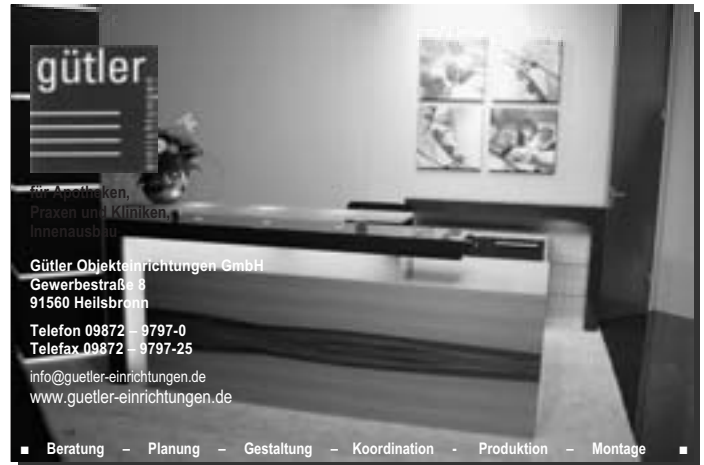 gütler
einrichtungen
für Apotheken,
Praxen und Kliniken,
Innenausbau
Gütler Objekteinrichtungen GmbH
Gewerbestraße 8
91560 Heilsbronn
Telefon 09872 – 9797-0
Telefax 09872 – 9797-25
info@guetler-einrichtungen.de
www.guetler-einrichtungen.de
■ Beratung – Planung – Gestaltung – Koordination - Produktion – Montage ■